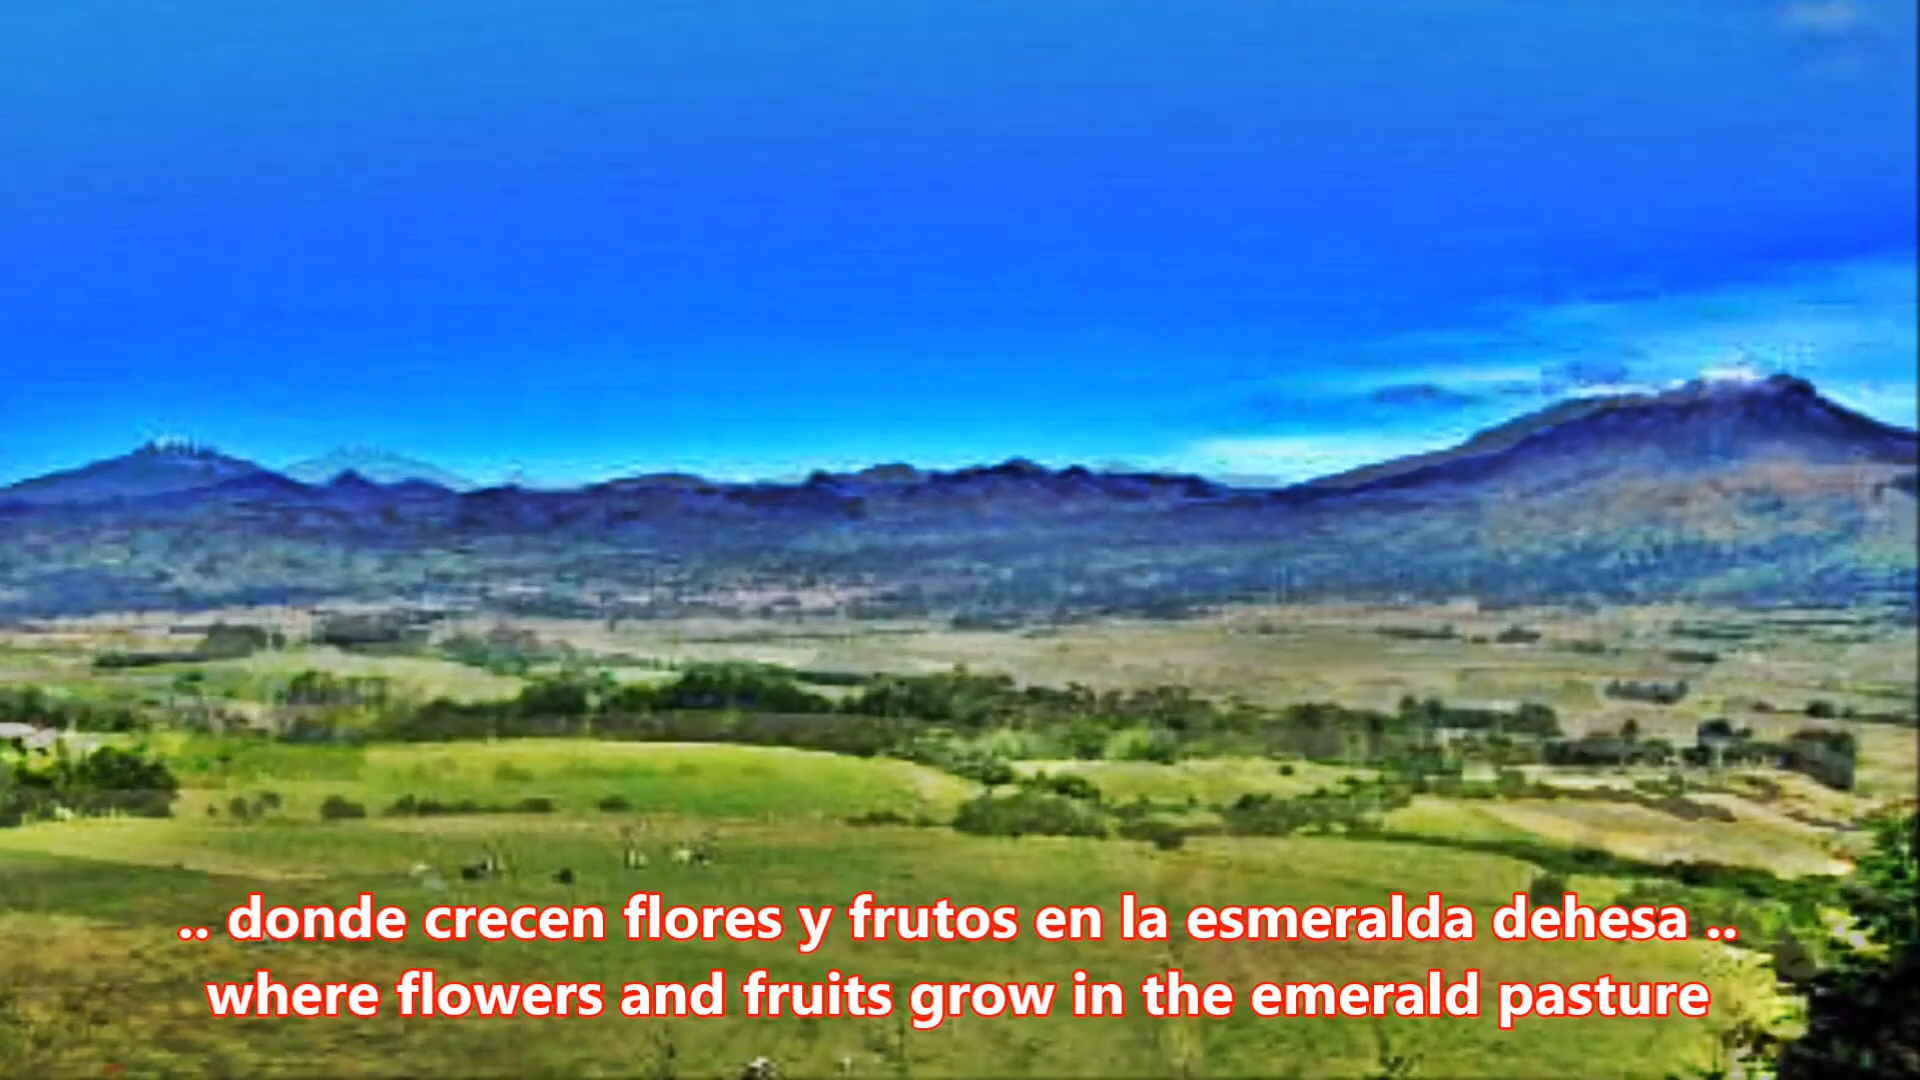 .. donde crecen flores y frutos en la esmeralda dehesa ..
where flowers and fruits grow in the emerald pasture